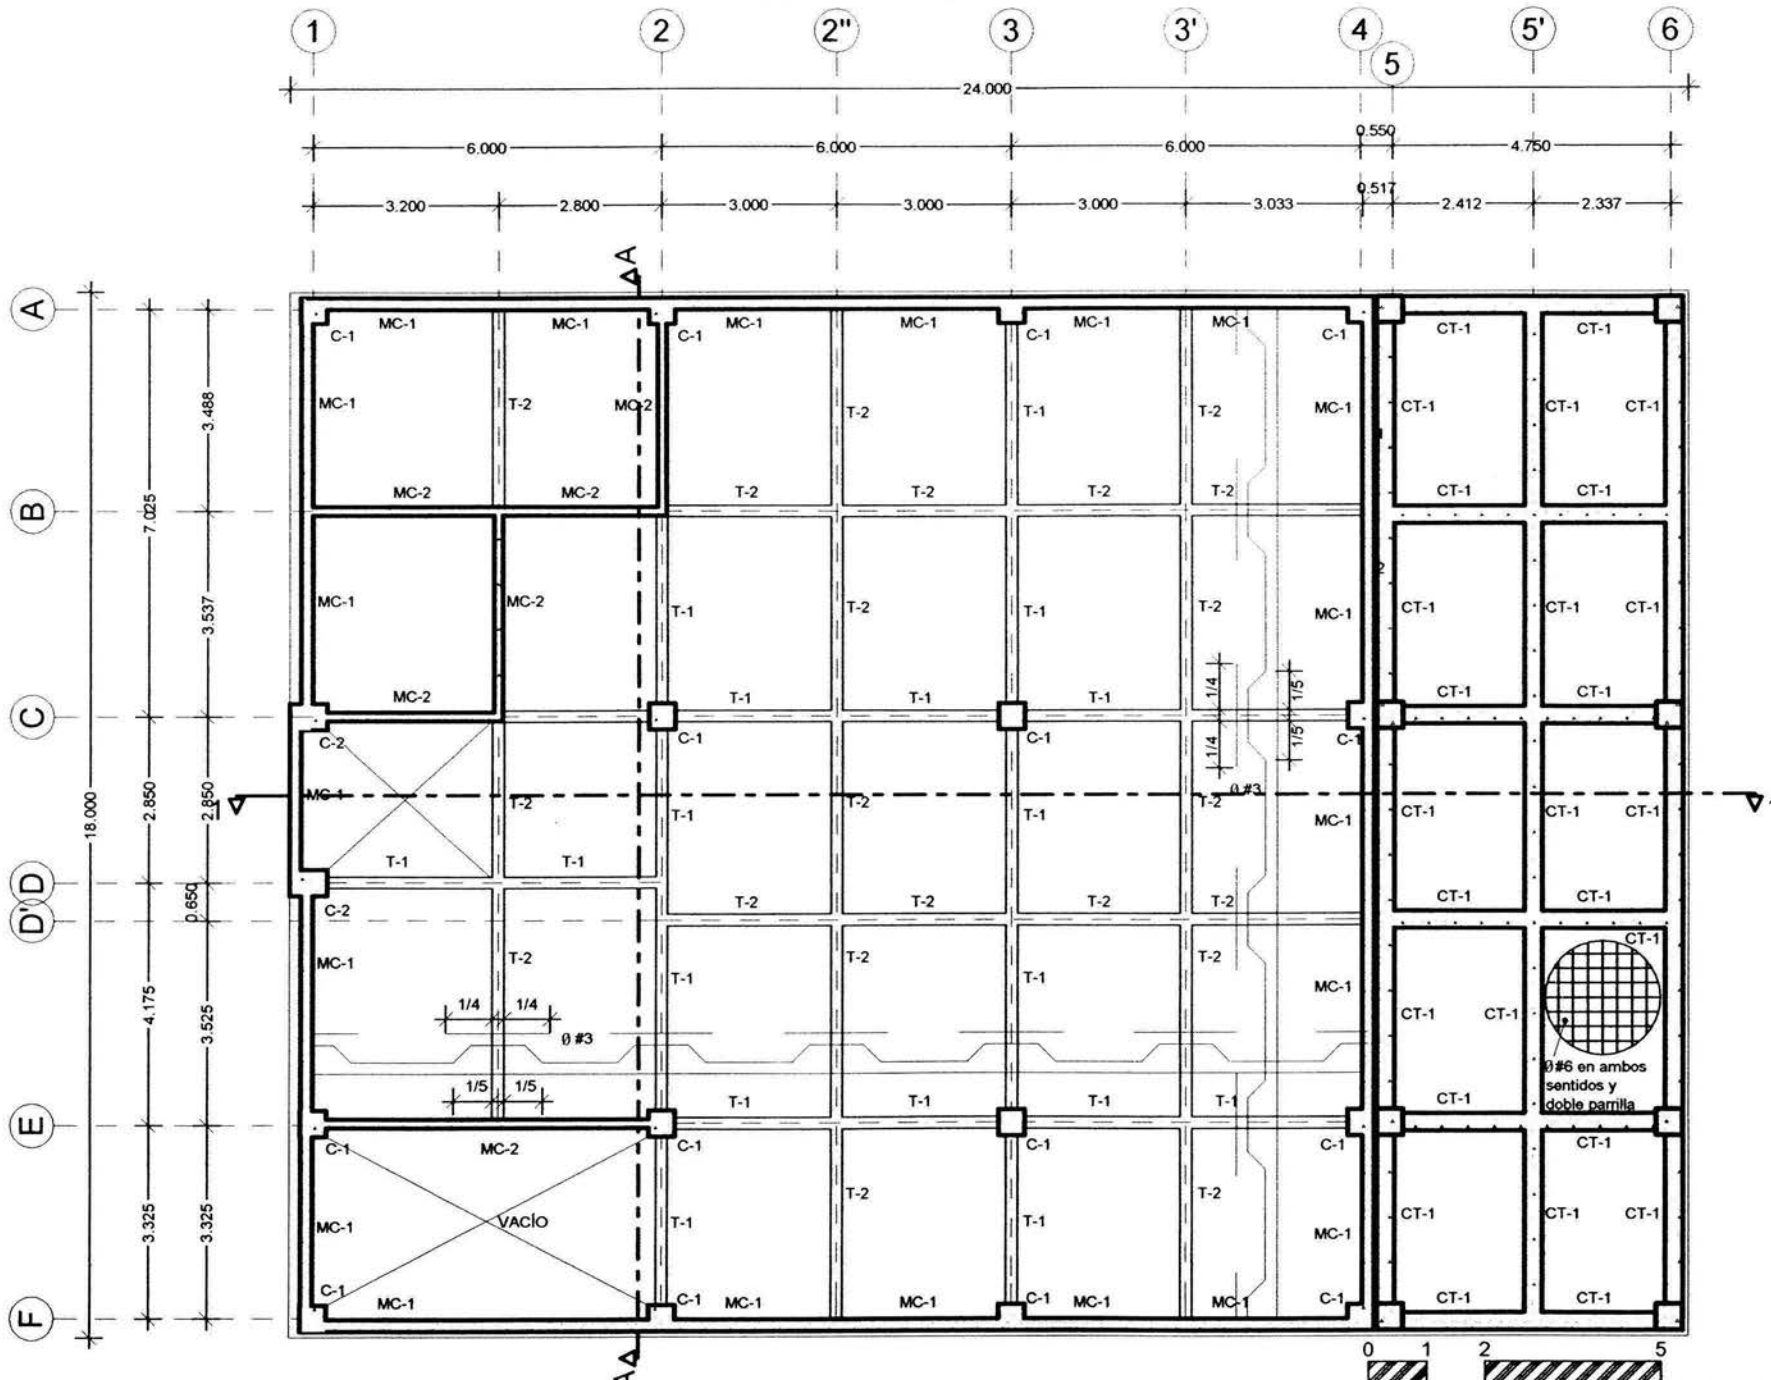 1 2 2" 3 3' 4 5 5' 6
24.000
6.000 6.000 6.000 0.550 4.750
3.200 2.800 3.000 3.000 3.000 3.033 0.517 2.412 2.337
A
A
MC-1 MC-1 MC-1 MC-1 MC-1 MC-1 CT-1 CT-1
C-1 C-1 C-1 C-1
MC-1 T-2 MC-2 T-2 T-1 T-2 MC-1 CT-1 CT-1 CT-1
3.488
MC-2 MC-2 T-2 T-2 T-2 T-2 CT-1 CT-1
B
7.025
3.537
MC-1 MC-2 T-1 T-2 T-1 T-2 MC-1 CT-1 CT-1 CT-1
2
MC-2 T-1 T-1 T-1 CT-1 CT-1
1/4 1/5
C
C-2 C-1 C-1 C-1
1/4 1/5
MC-1 T-2 T-1 T-2 T-1 T-2 Ø #3 MC-1 CT-1 CT-1 CT-1
18.000
2.850 2.850
T-1 T-1 T-2 T-2 T-2 T-2 CT-1 CT-1
D
0.650
D'
C-2 CT-1
MC-1 T-2 T-1 T-2 T-1 T-2 MC-1
1/4 1/4
CT-1 CT-1
Ø #3
4.175 3.525
1/5 1/5
Ø#6 en ambos
sentidos y
doble parrilla
T-1 T-1 T-1 T-1 CT-1
E
C-1 MC-2 C-1 C-1 C-1 CT-1
T-2 T-2
MC-1 VACÍO T-1 T-1 MC-1 CT-1 CT-1 CT-1
3.325 3.325
C-1 MC-1 C-1 MC-1 MC-1 C-1 MC-1 MC-1 C-1 CT-1 CT-1
F
A
0 1 2 5